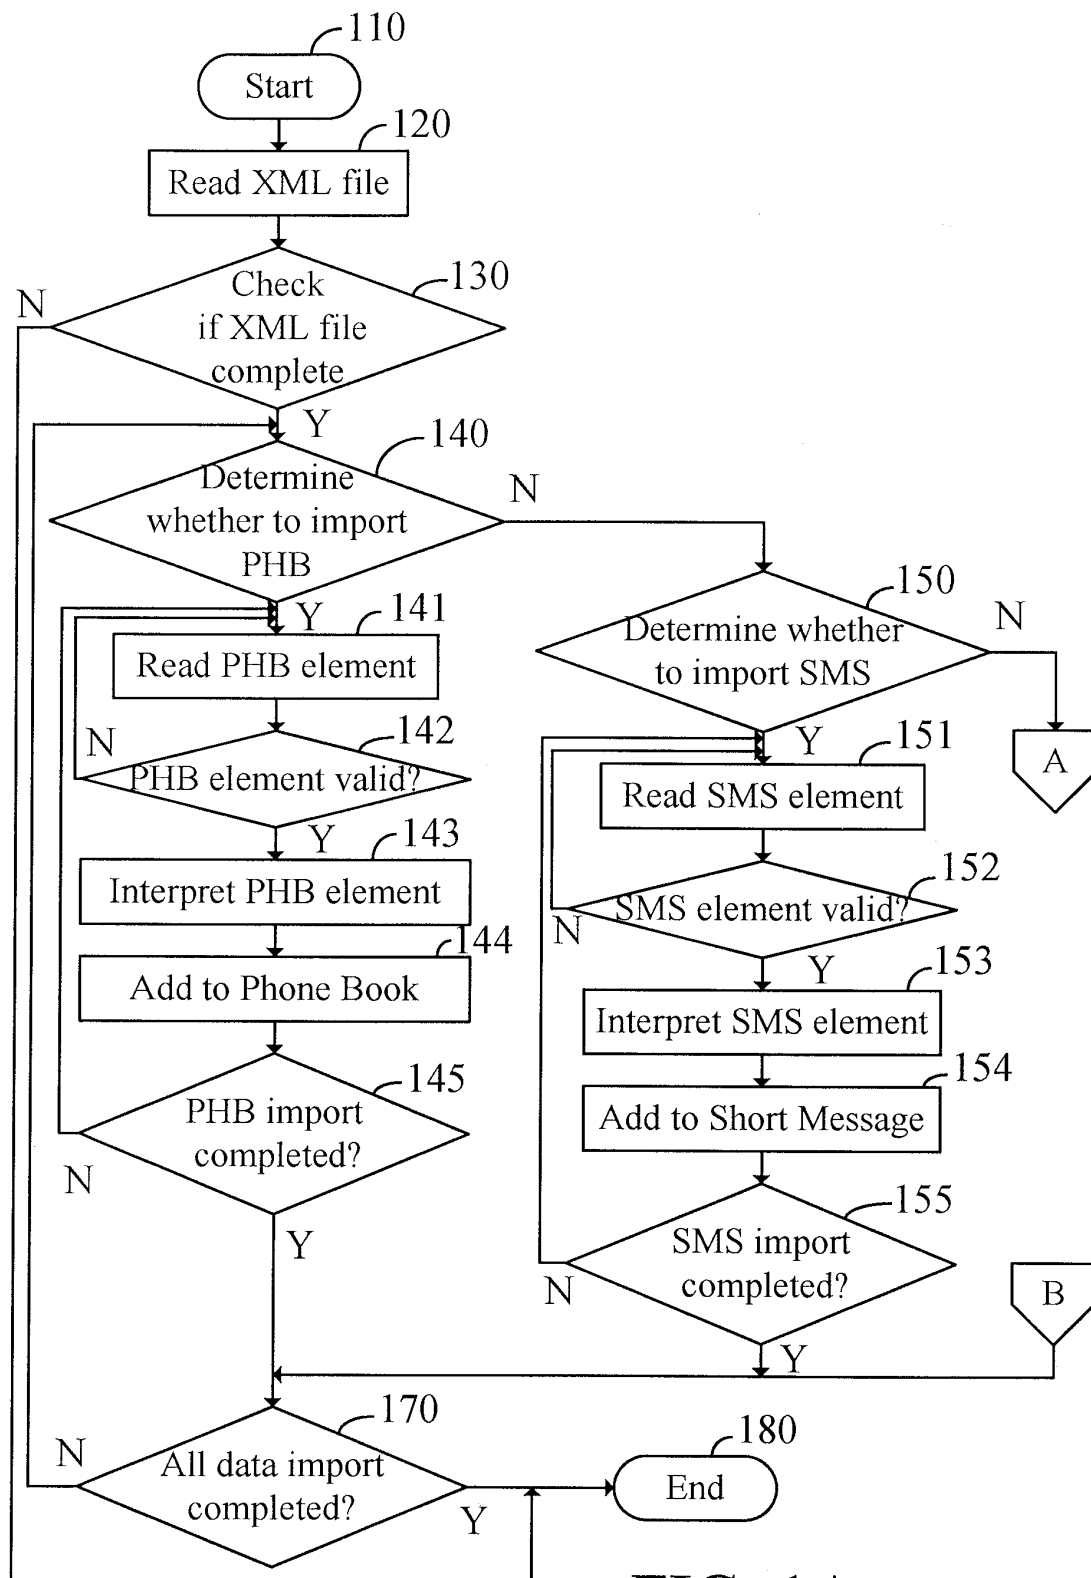 110
Start
120
Read XML file
130
Check
if XML file
complete
N
Y
140
Determine
whether to import
PHB
N
Y
141
Read PHB element
N
142
PHB element valid?
Y
143
Interpret PHB element
144
Add to Phone Book
145
PHB import
completed?
N
Y
150
Determine whether
to import SMS
N
A
Y
151
Read SMS element
152
SMS element valid?
N
Y
153
Interpret SMS element
154
Add to Short Message
155
SMS import
completed?
N
Y
B
170
All data import
completed?
N
Y
180
End